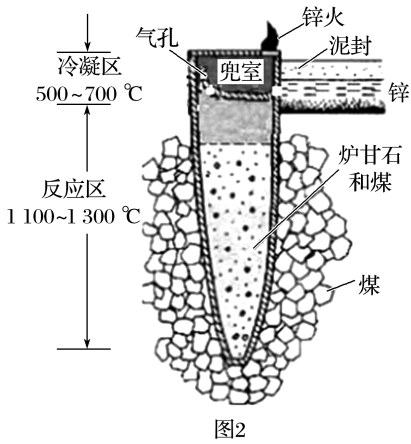 锌火
气孔
泥封
冷凝区
500~700 ℃
兜室
锌
反应区
1 100~1 300 ℃
炉甘石
和煤
煤
图2